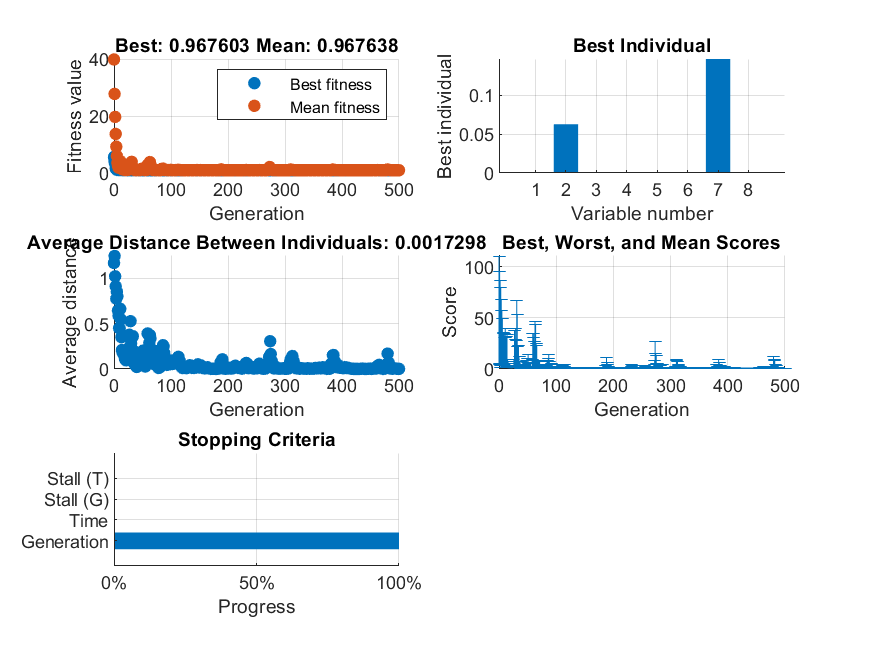 Best: 0.967603 Mean: 0.967638
Fitness value
40
20
0
Best fitness
Mean fitness
0 100 200 300 400 500
Generation
Best Individual
Best individual
0.1
0.05
0
1 2 3 4 5 6 7 8
Variable number
Average Distance Between Individuals: 0.0017298
Average distance
1
0.5
0
0 100 200 300 400 500
Generation
Best, Worst, and Mean Scores
Score
100
50
0
0 100 200 300 400 500
Generation
Stopping Criteria
Stall (T)
Stall (G)
Time
Generation
0% 50% 100%
Progress